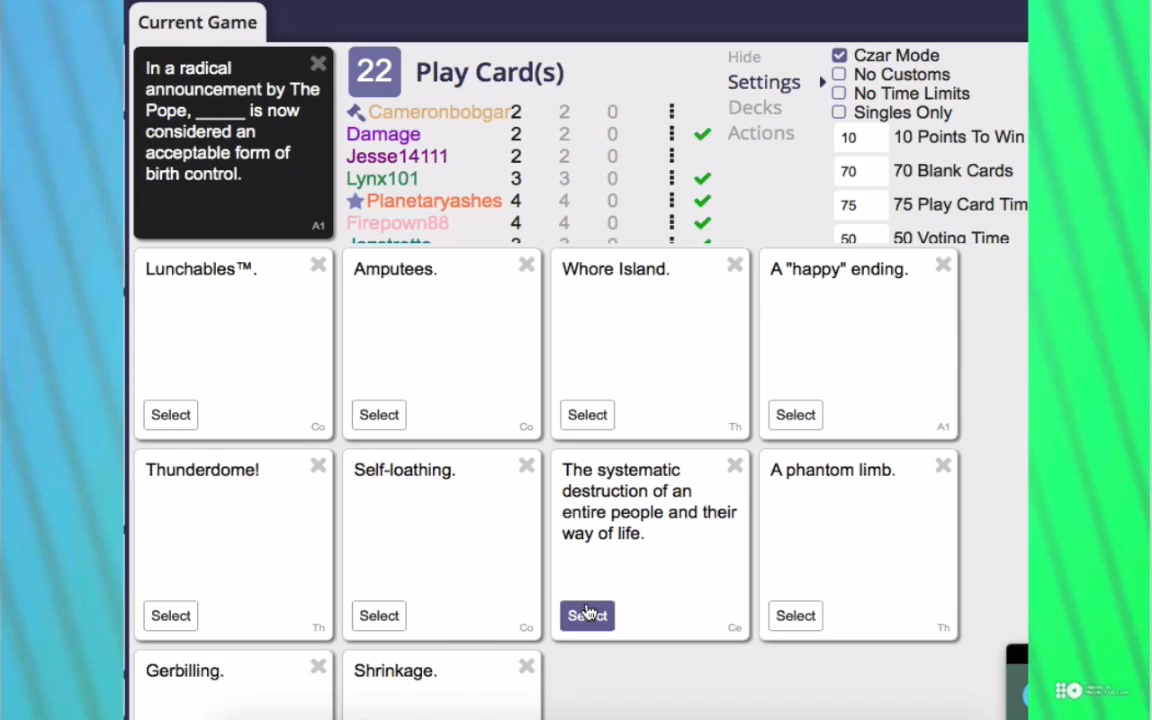 Current Game
In a radical
announcement by The
Pope, _____ is now
considered an
acceptable form of
birth control.
A1
22 Play Card(s)
Cameronbobgar 2 2 0
Damage 2 2 0
Jesse14111 2 2 0
Lynx101 3 3 0
Planetaryashes 4 4 0
Firepown88 4 4 0
Hide
Settings
Decks
Actions
Czar Mode
No Customs
No Time Limits
Singles Only
10 10 Points To Win
70 70 Blank Cards
75 75 Play Card Tim
50 50 Voting Time
Lunchables™.
Select
Co
Amputees.
Select
Co
Whore Island.
Select
Th
A "happy" ending.
Select
A1
Thunderdome!
Select
Th
Self-loathing.
Select
Co
The systematic
destruction of an
entire people and their
way of life.
Select
Ce
A phantom limb.
Select
Th
Gerbilling.
Shrinkage.